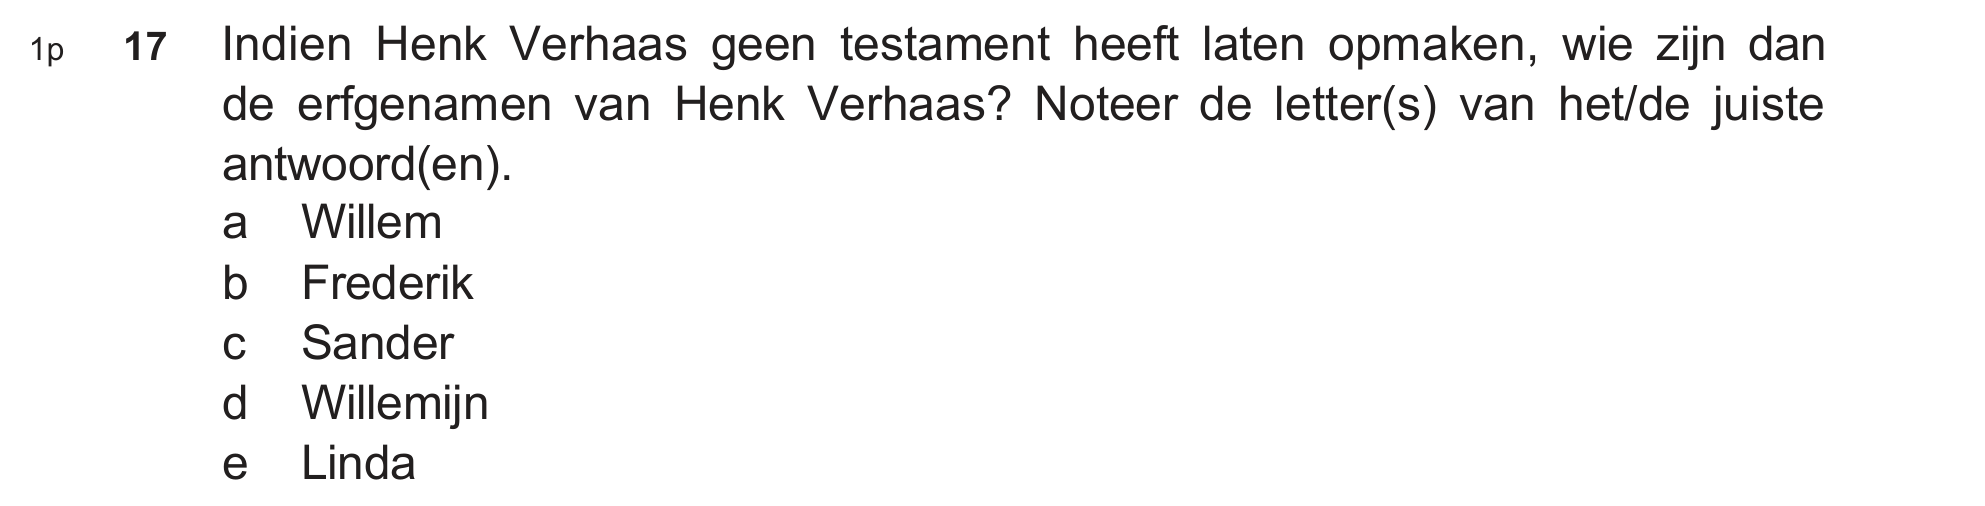 1p 17 Indien Henk Verhaas geen testament heeft laten opmaken, wie zijn dan
de erfgenamen van Henk Verhaas? Noteer de letter(s) van het/de juiste
antwoord(en).
a Willem
b Frederik
c Sander
d Willemijn
e Linda